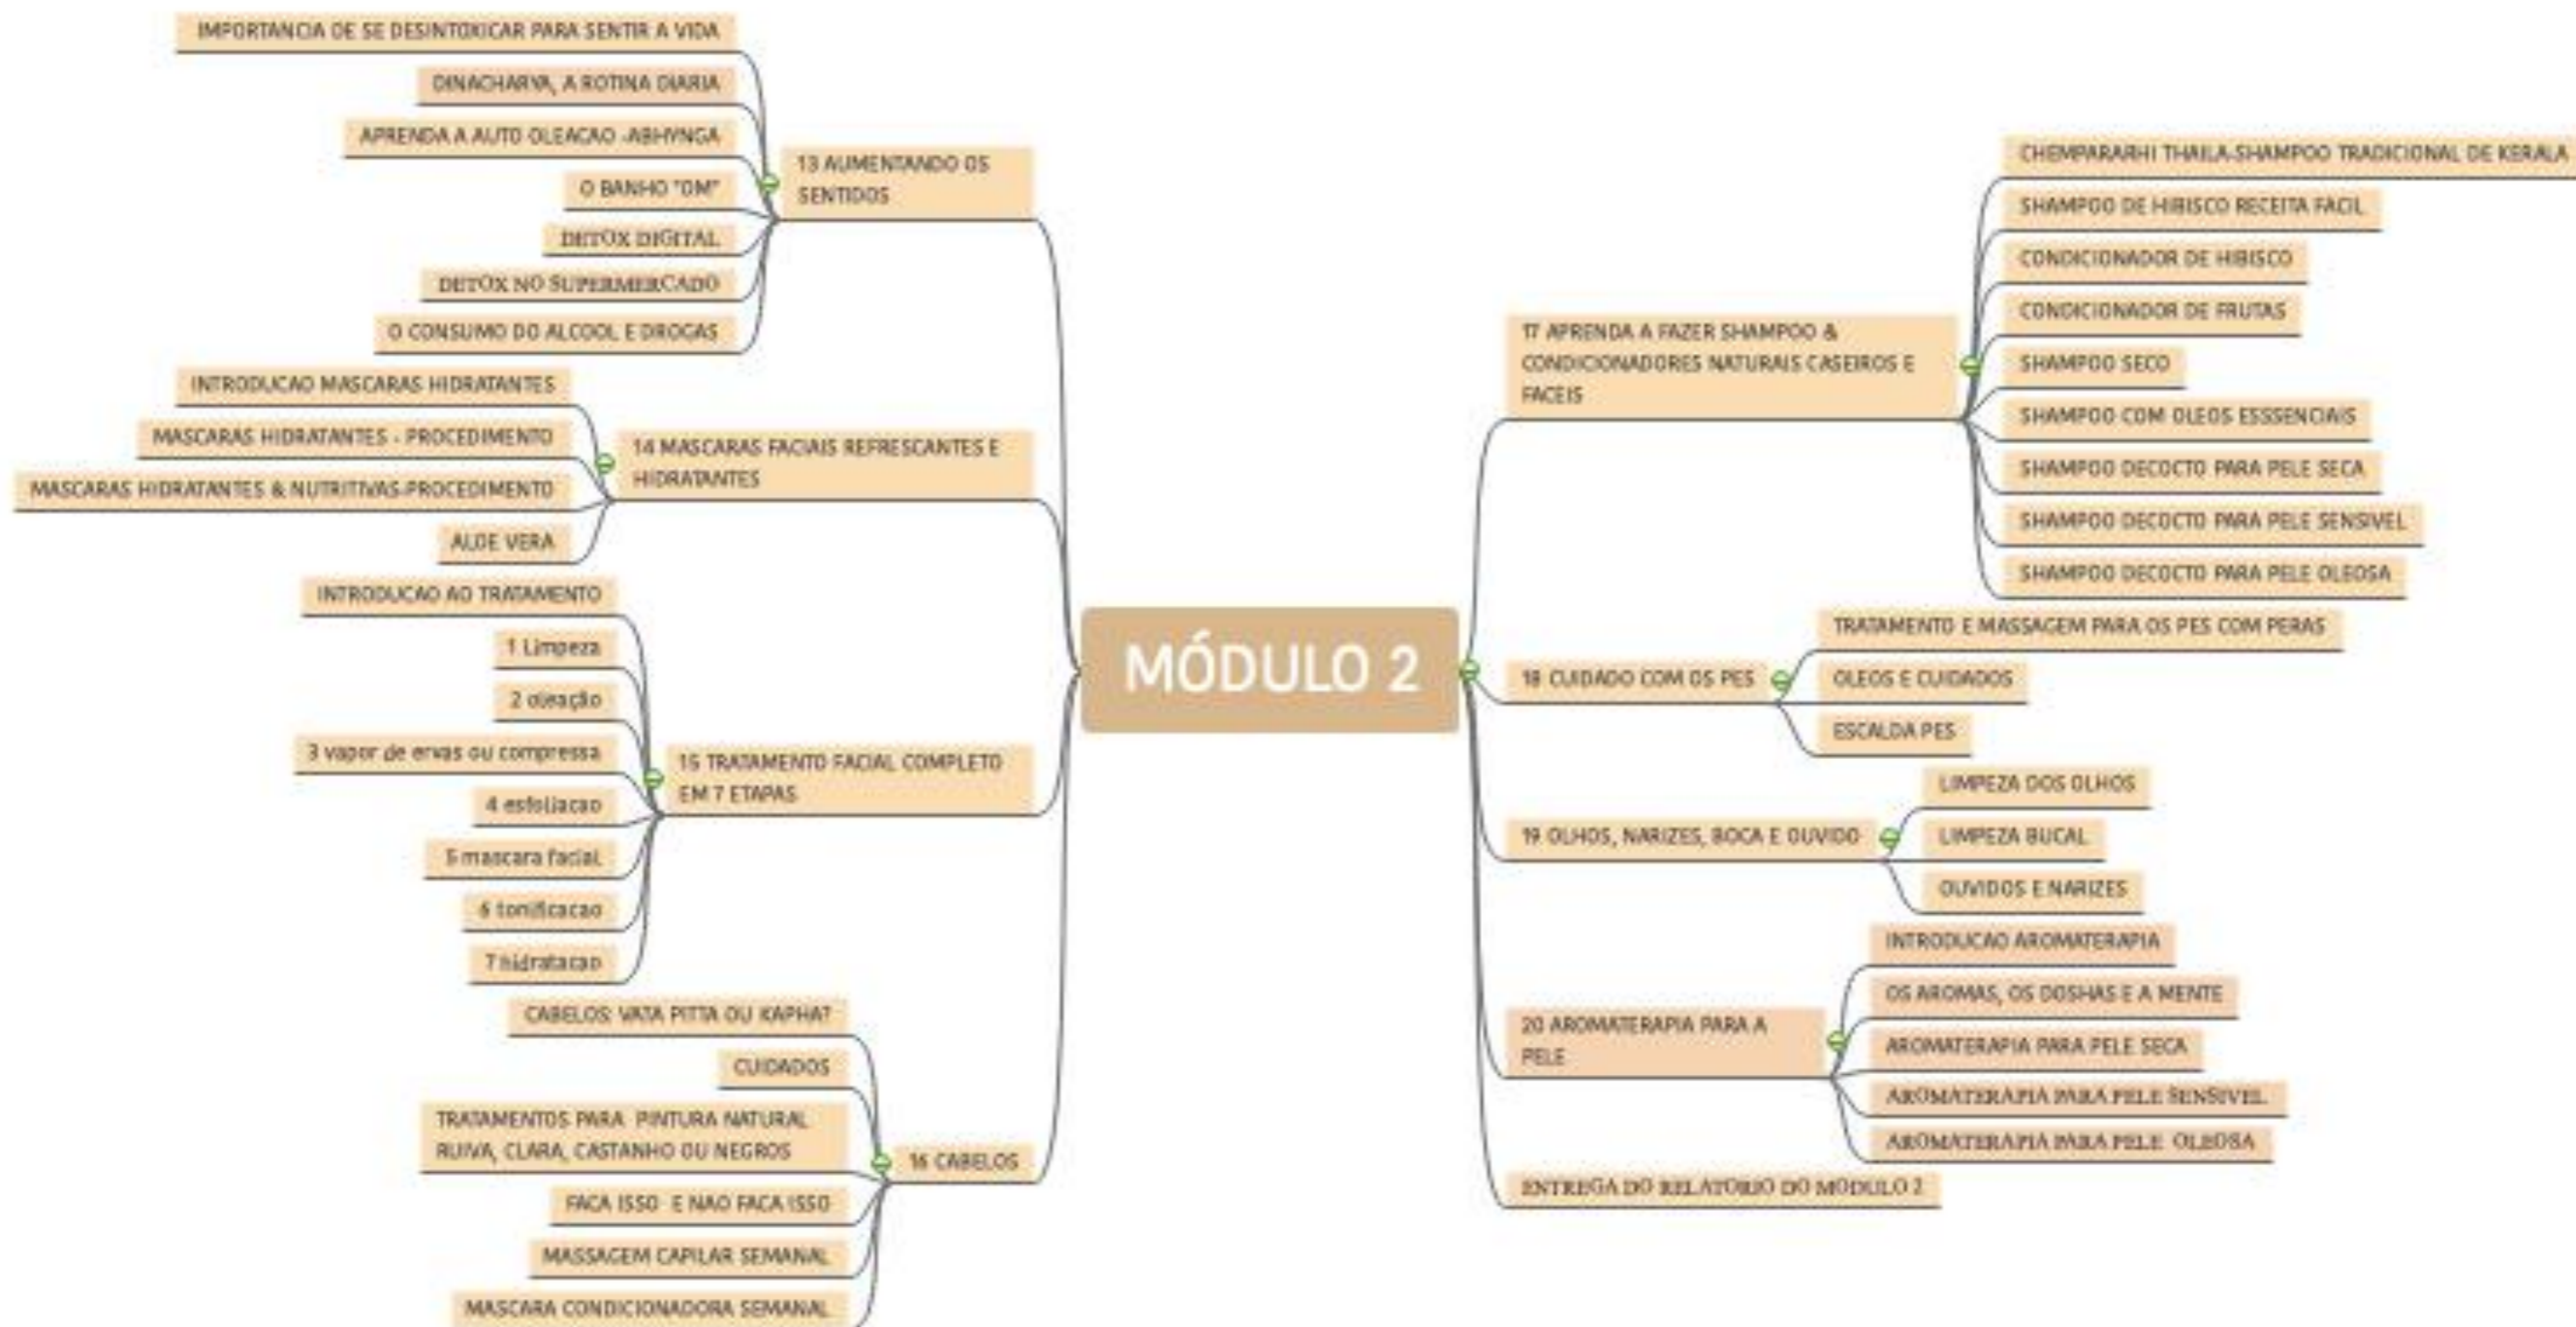 IMPORTANCIA DE SE DESINTOXICAR PARA SENTIR A VIDA
DINACHARYA, A ROTINA DIARIA
APRENDA A AUTO OLEACAO -ABHYNGA
O BANHO "OM"
DETOX DIGITAL
DETOX NO SUPERMERCADO
O CONSUMO DO ALCOOL E DROGAS
13 AUMENTANDO OS
SENTIDOS
INTRODUCAO MASCARAS HIDRATANTES
MASCARAS HIDRATANTES - PROCEDIMENTO
MASCARAS HIDRATANTES & NUTRITIVAS-PROCEDIMENTO
ALOE VERA
14 MASCARAS FACIAIS REFRESCANTES E
HIDRATANTES
INTRODUCAO AO TRATAMENTO
1 Limpeza
2 oleação
3 vapor de ervas ou compressa
4 esfoliacao
5 mascara facial
6 tonificacao
7 hidratacao
15 TRATAMENTO FACIAL COMPLETO
EM 7 ETAPAS
CABELOS: VATA PITTA OU KAPHA?
CUIDADOS
TRATAMENTOS PARA PINTURA NATURAL
RUIVA, CLARA, CASTANHO OU NEGROS
FACA ISSO E NAO FACA ISSO
MASSAGEM CAPILAR SEMANAL
MASCARA CONDICIONADORA SEMANAL
16 CABELOS
MÓDULO 2
17 APRENDA A FAZER SHAMPOO &
CONDICIONADORES NATURAIS CASEIROS E
FACEIS
CHEMPARARHI THAILA-SHAMPOO TRADICIONAL DE KERALA
SHAMPOO DE HIBISCO RECEITA FACIL
CONDICIONADOR DE HIBISCO
CONDICIONADOR DE FRUTAS
SHAMPOO SECO
SHAMPOO COM OLEOS ESSSENCIAIS
SHAMPOO DECOCTO PARA PELE SECA
SHAMPOO DECOCTO PARA PELE SENSIVEL
SHAMPOO DECOCTO PARA PELE OLEOSA
18 CUIDADO COM OS PES
TRATAMENTO E MASSAGEM PARA OS PES COM PERAS
OLEOS E CUIDADOS
ESCALDA PES
19 OLHOS, NARIZES, BOCA E OUVIDO
LIMPEZA DOS OLHOS
LIMPEZA BUCAL
OUVIDOS E NARIZES
20 AROMATERAPIA PARA A
PELE
INTRODUCAO AROMATERAPIA
OS AROMAS, OS DOSHAS E A MENTE
AROMATERAPIA PARA PELE SECA
AROMATERAPIA PARA PELE SENSIVEL
AROMATERAPIA PARA PELE OLEOSA
ENTREGA DO RELATORIO DO MODULO 2